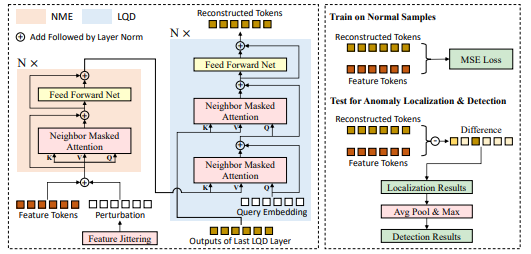 NME
LQD
Add Followed by Layer Norm
N ×
Feed Forward Net
Neighbor Masked
Attention
K
V
Q
Feature Tokens
Perturbation
Feature Jittering
Reconstructed Tokens
N ×
Feed Forward Net
Neighbor Masked
Attention
K
V
Q
Neighbor Masked
Attention
K
V
Q
Query Embedding
Outputs of Last LQD Layer
Train on Normal Samples
Reconstructed Tokens
Feature Tokens
MSE Loss
Test for Anomaly Localization & Detection
Reconstructed Tokens
Feature Tokens
Difference
Localization Results
Avg Pool & Max
Detection Results